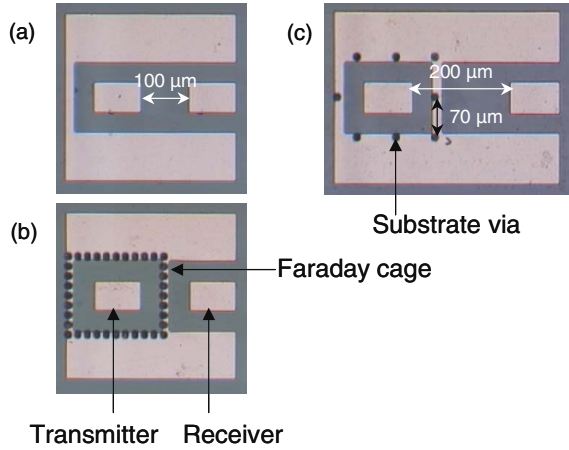 (a)
100 µm
(c)
200 µm
70 µm
Substrate via
(b)
Faraday cage
Transmitter
Receiver